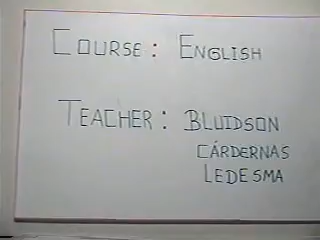 COURSE: ENGLISH
TEACHER: BLUIDSON
CÁRDERNAS
LEDESMA